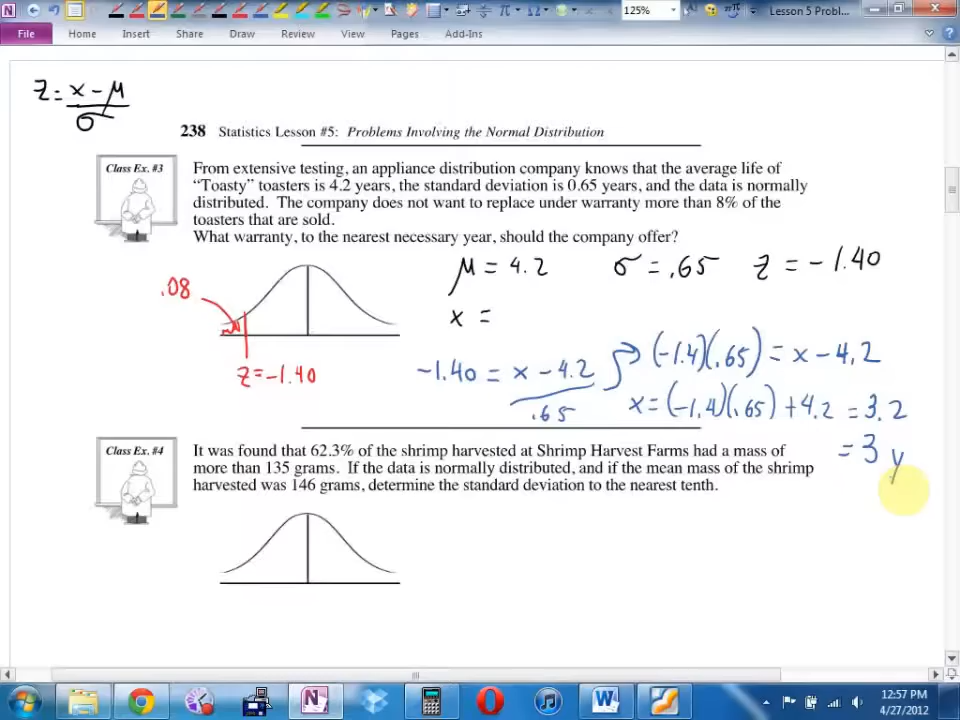 125%
Lesson 5 Probl...
File Home Insert Share Draw Review View Pages Add-Ins
z = x - μ
σ
238 Statistics Lesson #5: Problems Involving the Normal Distribution
Class Ex. #3
From extensive testing, an appliance distribution company knows that the average life of
“Toasty” toasters is 4.2 years, the standard deviation is 0.65 years, and the data is normally
distributed. The company does not want to replace under warranty more than 8% of the
toasters that are sold.
What warranty, to the nearest necessary year, should the company offer?
μ = 4.2 σ = .65 z = -1.40
.08
x =
z = -1.40
-1.40 = x - 4.2
.65
(-1.4)(.65) = x - 4.2
x = (-1.4)(.65) + 4.2 = 3.2
= 3 y
Class Ex. #4
It was found that 62.3% of the shrimp harvested at Shrimp Harvest Farms had a mass of
more than 135 grams. If the data is normally distributed, and if the mean mass of the shrimp
harvested was 146 grams, determine the standard deviation to the nearest tenth.
12:57 PM
4/27/2012